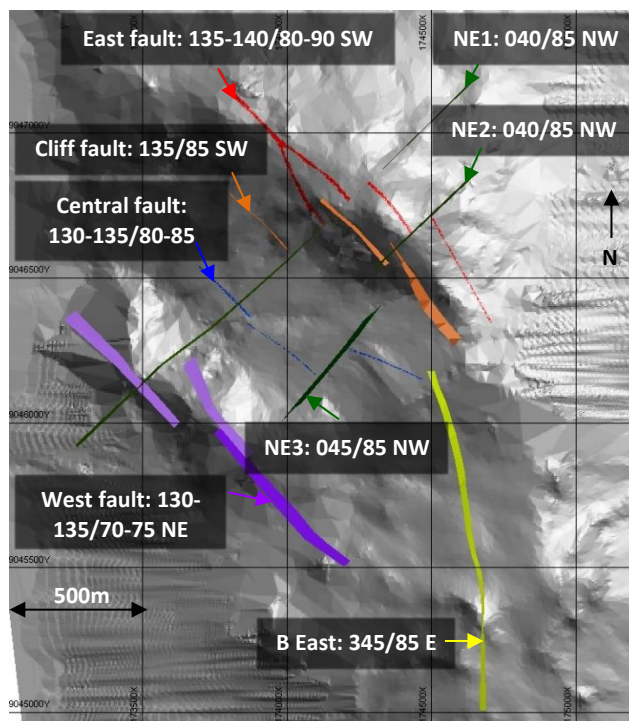 East fault: 135-140/80-90 SW
174500X
NE1: 040/85 NW
9047000Y
NE2: 040/85 NW
Cliff fault: 135/85 SW
Central fault:
130-135/80-85
N
9046500Y
9046000Y
NE3: 045/85 NW
West fault: 130-
135/70-75 NE
9045500Y
500m
B East: 345/85 E
9045000Y
173500X
174000X
174500X
175000X